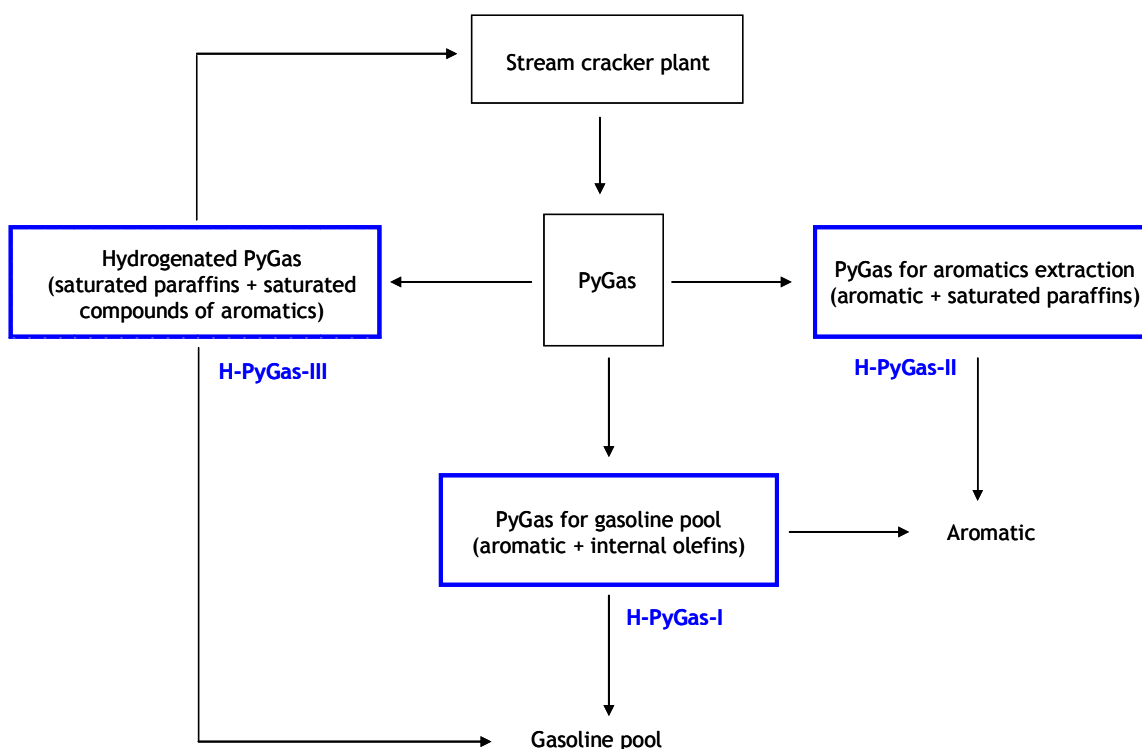 Stream cracker plant
Hydrogenated PyGas
(saturated paraffins + saturated
compounds of aromatics)
H-PyGas-III
PyGas
PyGas for aromatics extraction
(aromatic + saturated paraffins)
H-PyGas-II
PyGas for gasoline pool
(aromatic + internal olefins)
H-PyGas-I
Aromatic
Gasoline pool